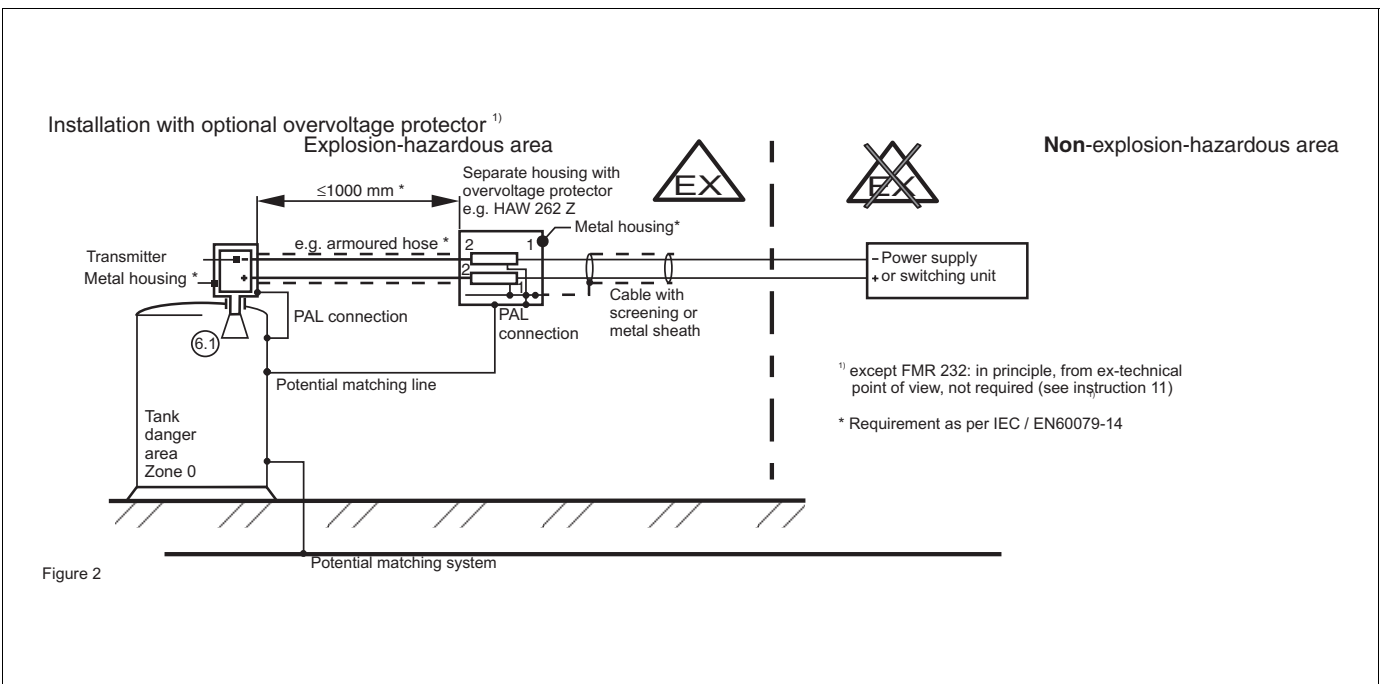 Installation with optional overvoltage protector 1)
Explosion-hazardous area
Non-explosion-hazardous area
Separate housing with
overvoltage protector
e.g. HAW 262 Z
EX
EX
≤1000 mm *
Metal housing*
e.g. armoured hose *
2
1
2
1
Transmitter
-
+
Metal housing *
- Power supply
+ or switching unit
Cable with
screening or
metal sheath
PAL connection
PAL
connection
6.1
Potential matching line
1) except FMR 232: in principle, from ex-technical
point of view, not required (see instruction 11)
1)
* Requirement as per IEC / EN60079-14
Tank
danger
area
Zone 0
Potential matching system
Figure 2